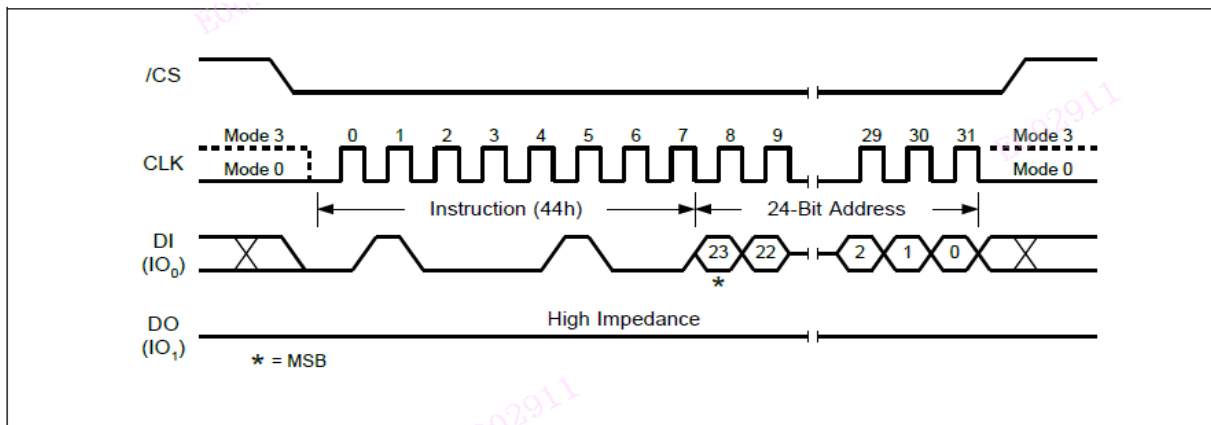 E002911
/CS
Mode 3 0 1 2 3 4 5 6 7 8 9 29 30 31 Mode 3
CLK Mode 0 Mode 0
Instruction (44h) 24-Bit Address
DI
(IO0) 23 22 2 1 0
*
High Impedance
DO
(IO1)
* = MSB